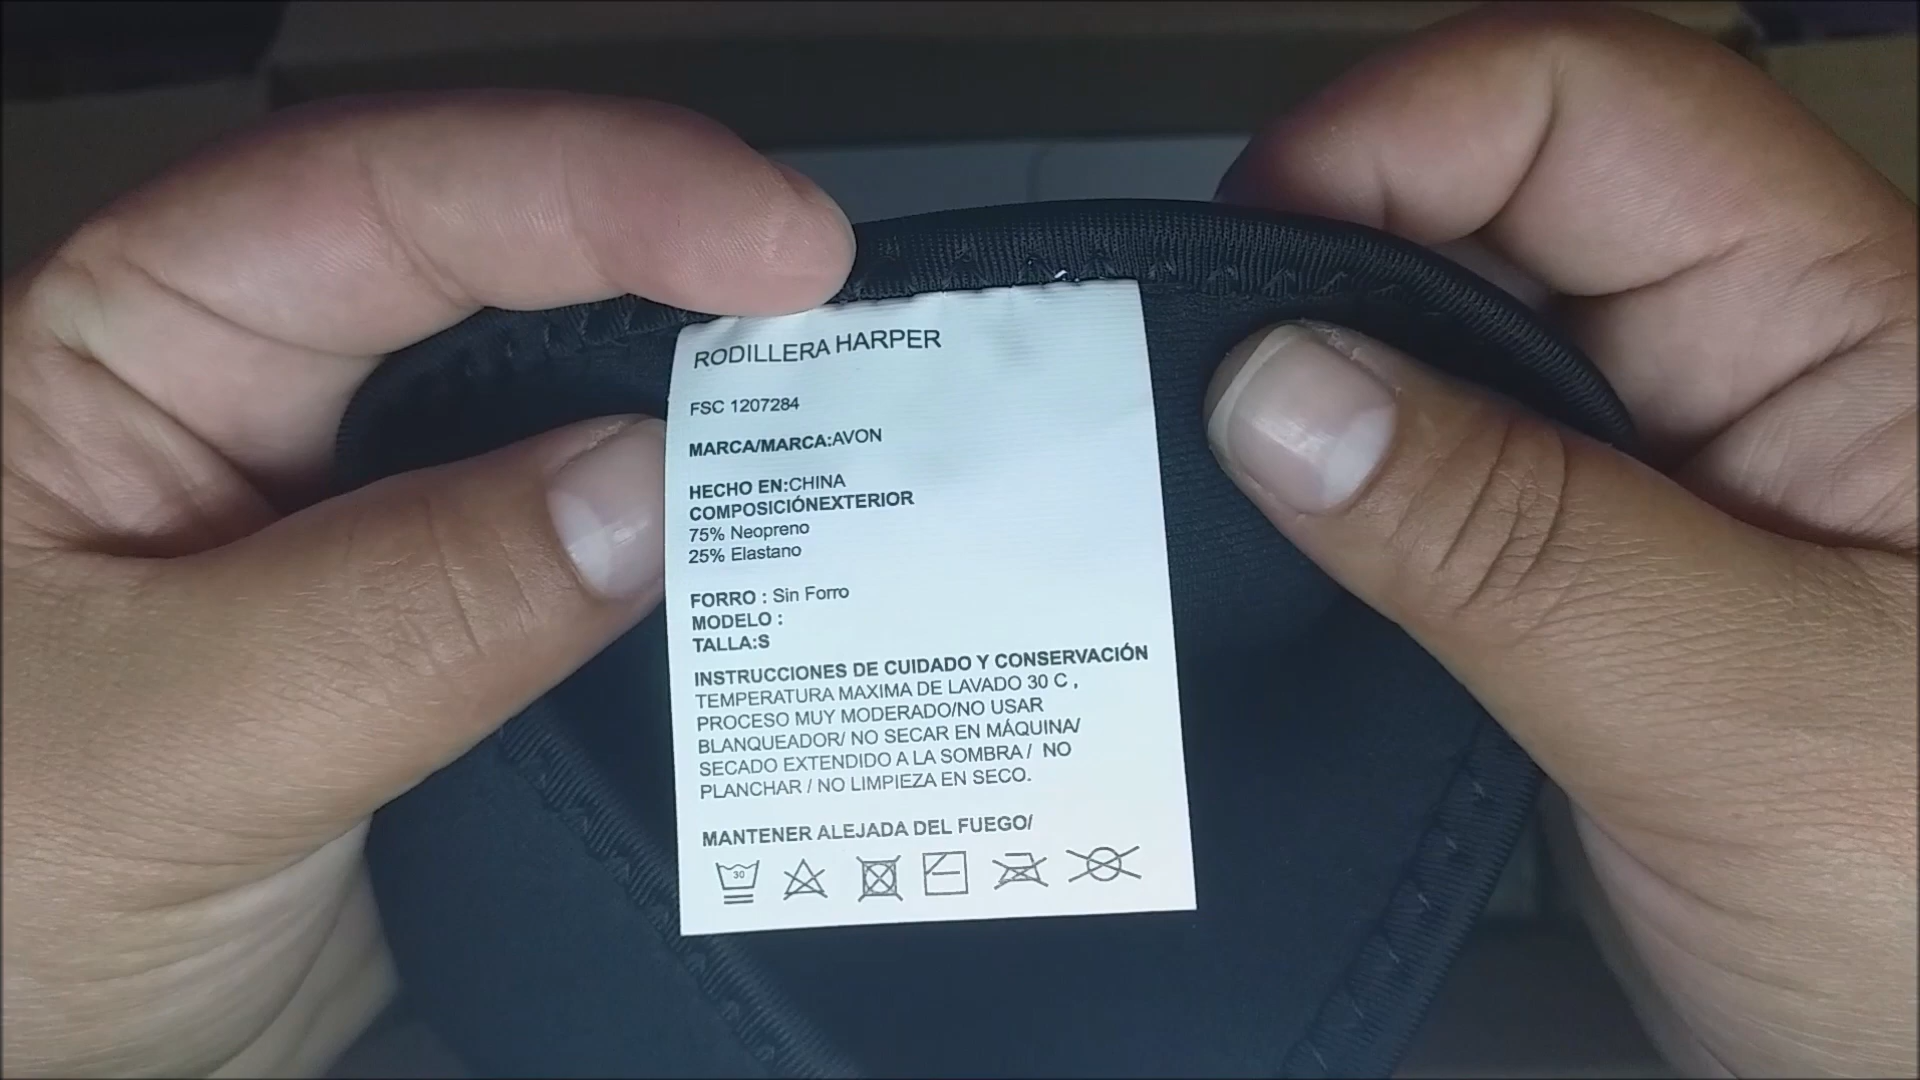 RODILLERA HARPER
FSC 1207284
MARCA/MARCA:AVON
HECHO EN:CHINA
COMPOSICIÓNEXTERIOR
75% Neopreno
25% Elastano
FORRO : Sin Forro
MODELO :
TALLA:S
INSTRUCCIONES DE CUIDADO Y CONSERVACIÓN
TEMPERATURA MAXIMA DE LAVADO 30 C ,
PROCESO MUY MODERADO/NO USAR
BLANQUEADOR/ NO SECAR EN MÁQUINA/
SECADO EXTENDIDO A LA SOMBRA / NO
PLANCHAR / NO LIMPIEZA EN SECO.
MANTENER ALEJADA DEL FUEGO/
30